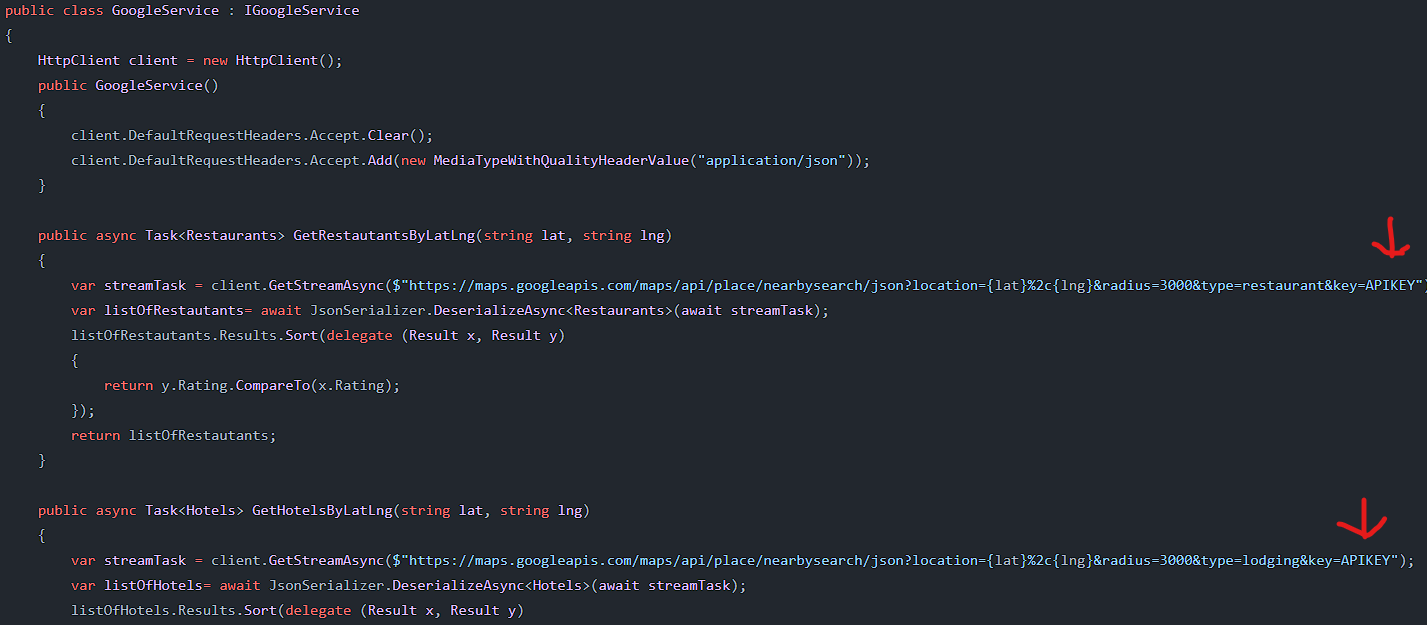 public class GoogleService : IGoogleService
{
    HttpClient client = new HttpClient();
    public GoogleService()
    {
        client.DefaultRequestHeaders.Accept.Clear();
        client.DefaultRequestHeaders.Accept.Add(new MediaTypeWithQualityHeaderValue("application/json"));
    }
    public async Task<Restaurants> GetRestautantsByLatLng(string lat, string lng)
    {
        var streamTask = client.GetStreamAsync($"https://maps.googleapis.com/maps/api/place/nearbysearch/json?location={lat}%2c{lng}&radius=3000&type=restaurant&key=APIKEY")
        var listOfRestautants= await JsonSerializer.DeserializeAsync<Restaurants>(await streamTask);
        listOfRestautants.Results.Sort(delegate (Result x, Result y)
        {
            return y.Rating.CompareTo(x.Rating);
        });
        return listOfRestautants;
    }
    public async Task<Hotels> GetHotelsByLatLng(string lat, string lng)
    {
        var streamTask = client.GetStreamAsync($"https://maps.googleapis.com/maps/api/place/nearbysearch/json?location={lat}%2c{lng}&radius=3000&type=lodging&key=APIKEY");
        var listOfHotels= await JsonSerializer.DeserializeAsync<Hotels>(await streamTask);
        listOfHotels.Results.Sort(delegate (Result x, Result y)